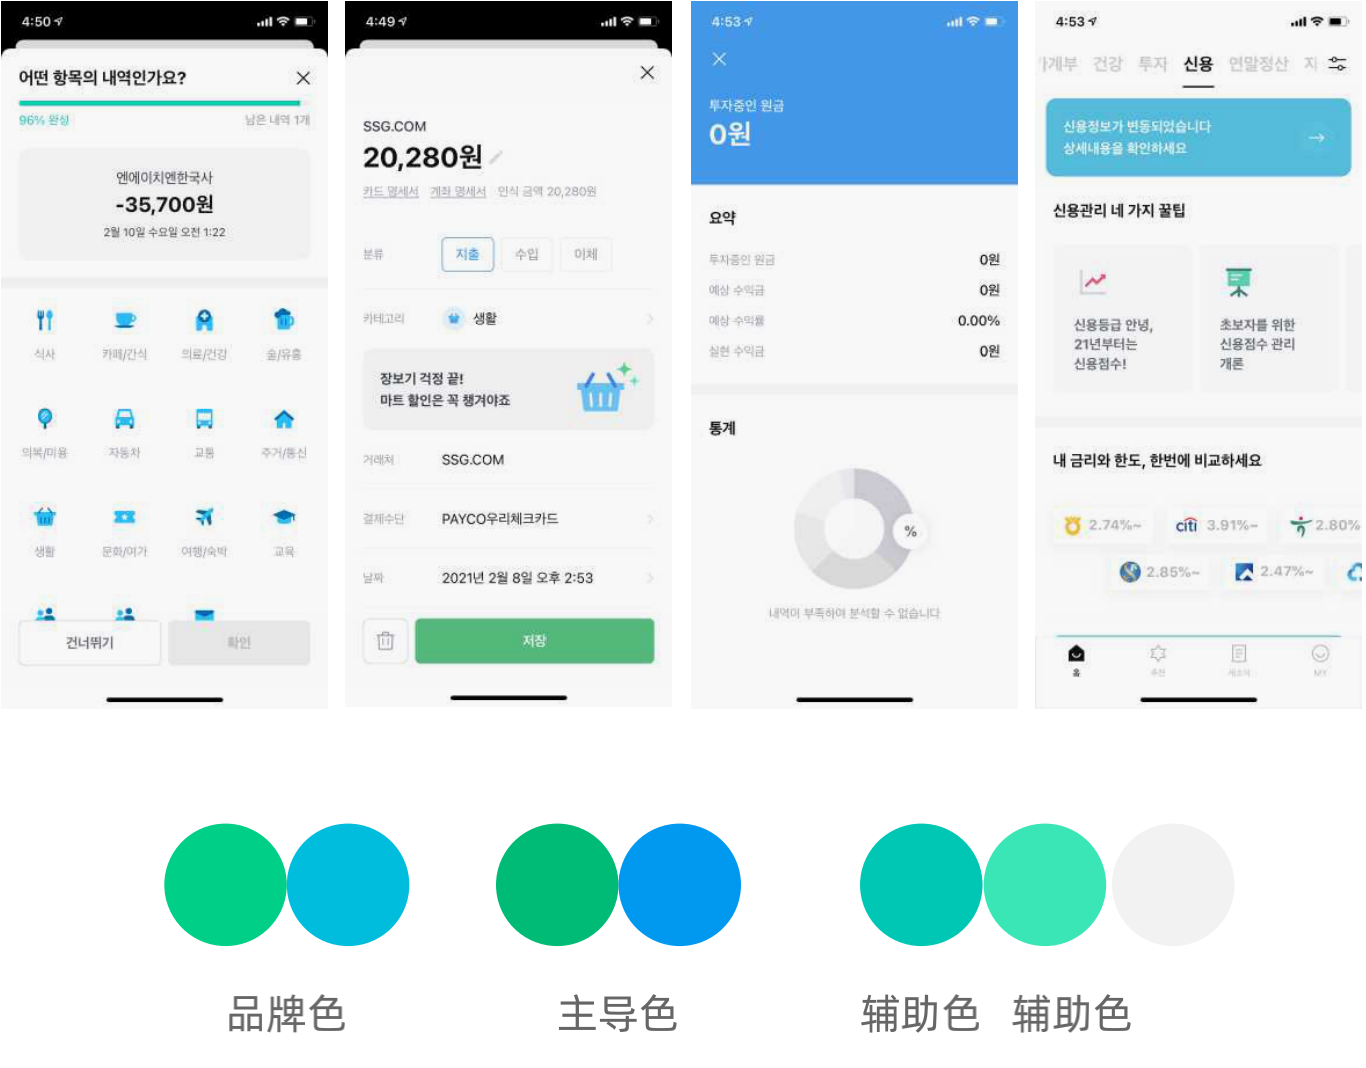 4:50
어떤 항목의 내역인가요?
96% 완성
남은 내역 1개
엔에이치엔한국사
-35,700원
2월 10일 수요일 오전 1:22
식사
카페/간식
의료/건강
술/유흥
의복/미용
자동차
교통
주거/통신
생활
문화/여가
여행/숙박
교육
건너뛰기
확인
4:49
SSG.COM
20,280원
카드 명세서
계좌 명세서
인식 금액 20,280원
분류
지출
수입
이체
카테고리
생활
장보기 걱정 끝!
마트 할인은 꼭 챙겨야죠
거래처
SSG.COM
결제수단
PAYCO우리체크카드
날짜
2021년 2월 8일 오후 2:53
저장
4:53
투자중인 원금
0원
요약
투자중인 원금
0원
예상 수익금
0원
예상 수익률
0.00%
실현 수익금
0원
통계
%
내역이 부족하여 분석할 수 없습니다
4:53
가계부
건강
투자
신용
연말정산
지
신용정보가 변동되었습니다
상세내용을 확인하세요
신용관리 네 가지 꿀팁
신용등급 안녕,
21년부터는
신용점수!
초보자를 위한
신용점수 관리
개론
내 금리와 한도, 한번에 비교하세요
2.74%~
citi
3.91%~
2.80%
2.85%~
2.47%~
홈
추천
MY
品牌色
主导色
辅助色
辅助色